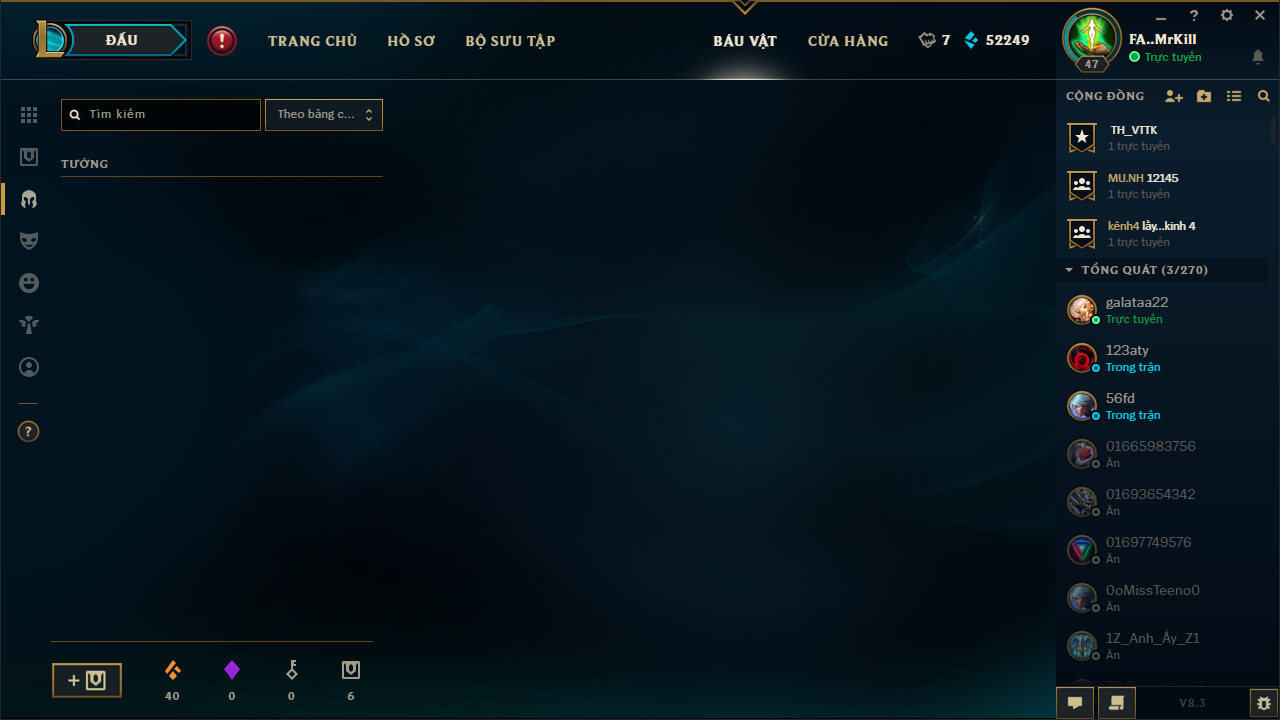 ĐẤU
TRANG CHỦ
HỒ SƠ
BỘ SƯU TẬP
BÁU VẬT
CỬA HÀNG
7
52249
47
FA..MrKill
Trực tuyến
Tìm kiếm
Theo bảng c...
TƯỚNG
CỘNG ĐỒNG
TH_VTTK
1 trực tuyến
MU.NH 12145
1 trực tuyến
kênh4 lầy...kinh 4
1 trực tuyến
TỔNG QUÁT (3/270)
galataa22
Trực tuyến
123aty
Trong trận
56fd
Trong trận
01665983756
Ẩn
01693654342
Ẩn
01697749576
Ẩn
0oMissTeeno0
Ẩn
1Z_Anh_Ấy_Z1
Ẩn
40
0
0
6
V8.3